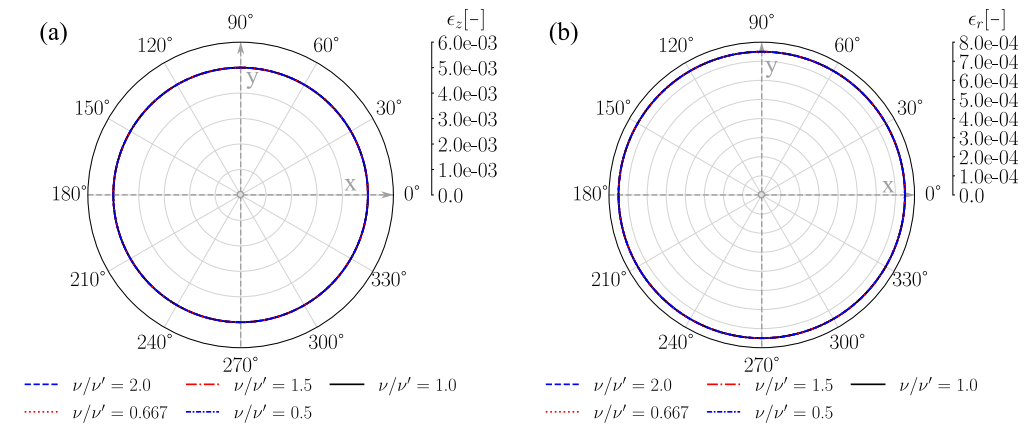 (a)
90°
60°
30°
0°
330°
300°
270°
240°
210°
180°
150°
120°
y
x
ϵz[−]
6.0e-03
5.0e-03
4.0e-03
3.0e-03
2.0e-03
1.0e-03
0.0
ν/ν′ = 2.0
ν/ν′ = 1.5
ν/ν′ = 1.0
ν/ν′ = 0.667
ν/ν′ = 0.5
(b)
90°
60°
30°
0°
330°
300°
270°
240°
210°
180°
150°
120°
y
x
ϵr[−]
8.0e-04
7.0e-04
6.0e-04
5.0e-04
4.0e-04
3.0e-04
2.0e-04
1.0e-04
0.0
ν/ν′ = 2.0
ν/ν′ = 1.5
ν/ν′ = 1.0
ν/ν′ = 0.667
ν/ν′ = 0.5